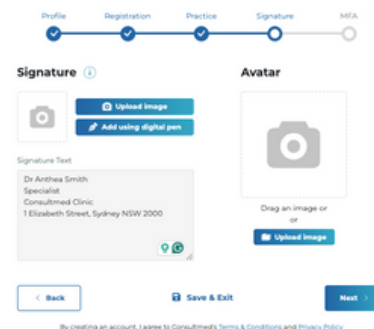 Profile
Registration
Practice
Signature
MFA
Signature
Avatar
Upload image
Add using digital pen
Signature Text
Dr Anthea Smith
Specialist
Consultmed Clinic
1 Elizabeth Street, Sydney NSW 2000
Drag an image or
or
Upload image
< Back
Save & Exit
Next >
By creating an account, I agree to Consultmed's Terms & Conditions and Privacy Policy